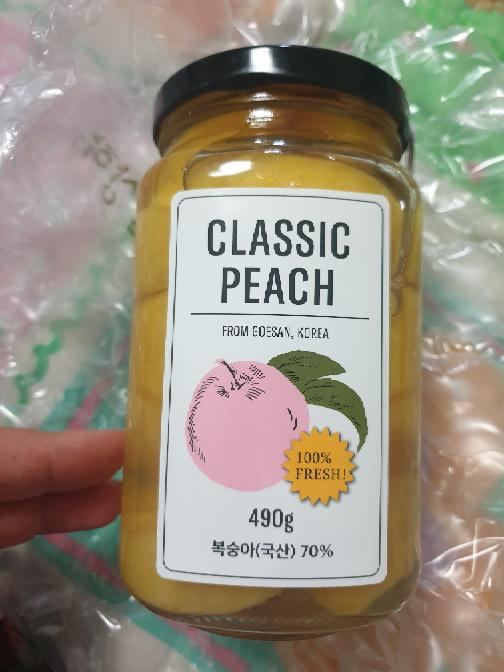 CLASSIC
PEACH
FROM GOESAN, KOREA
100%
FRESH!
490g
복숭아(국산) 70%